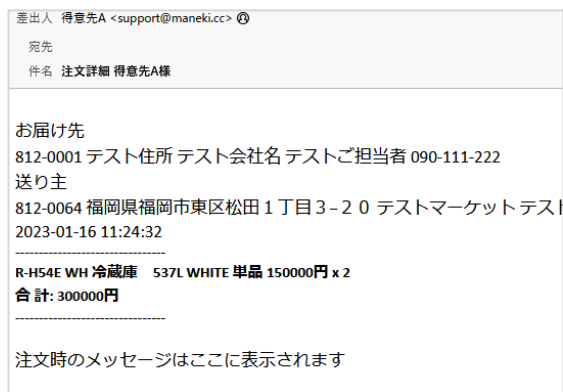 差出人 得意先A <support@maneki.cc>
宛先
件名 注文詳細 得意先A様
お届け先
812-0001 テスト住所 テスト会社名 テストご担当者 090-111-222
送り主
812-0064 福岡県福岡市東区松田１丁目３−２０ テストマーケット テスト
2023-01-16 11:24:32
-------------------------------
R-H54E WH 冷蔵庫　537L WHITE 単品 150000円 x 2
合 計: 300000円
-------------------------------
注文時のメッセージはここに表示されます